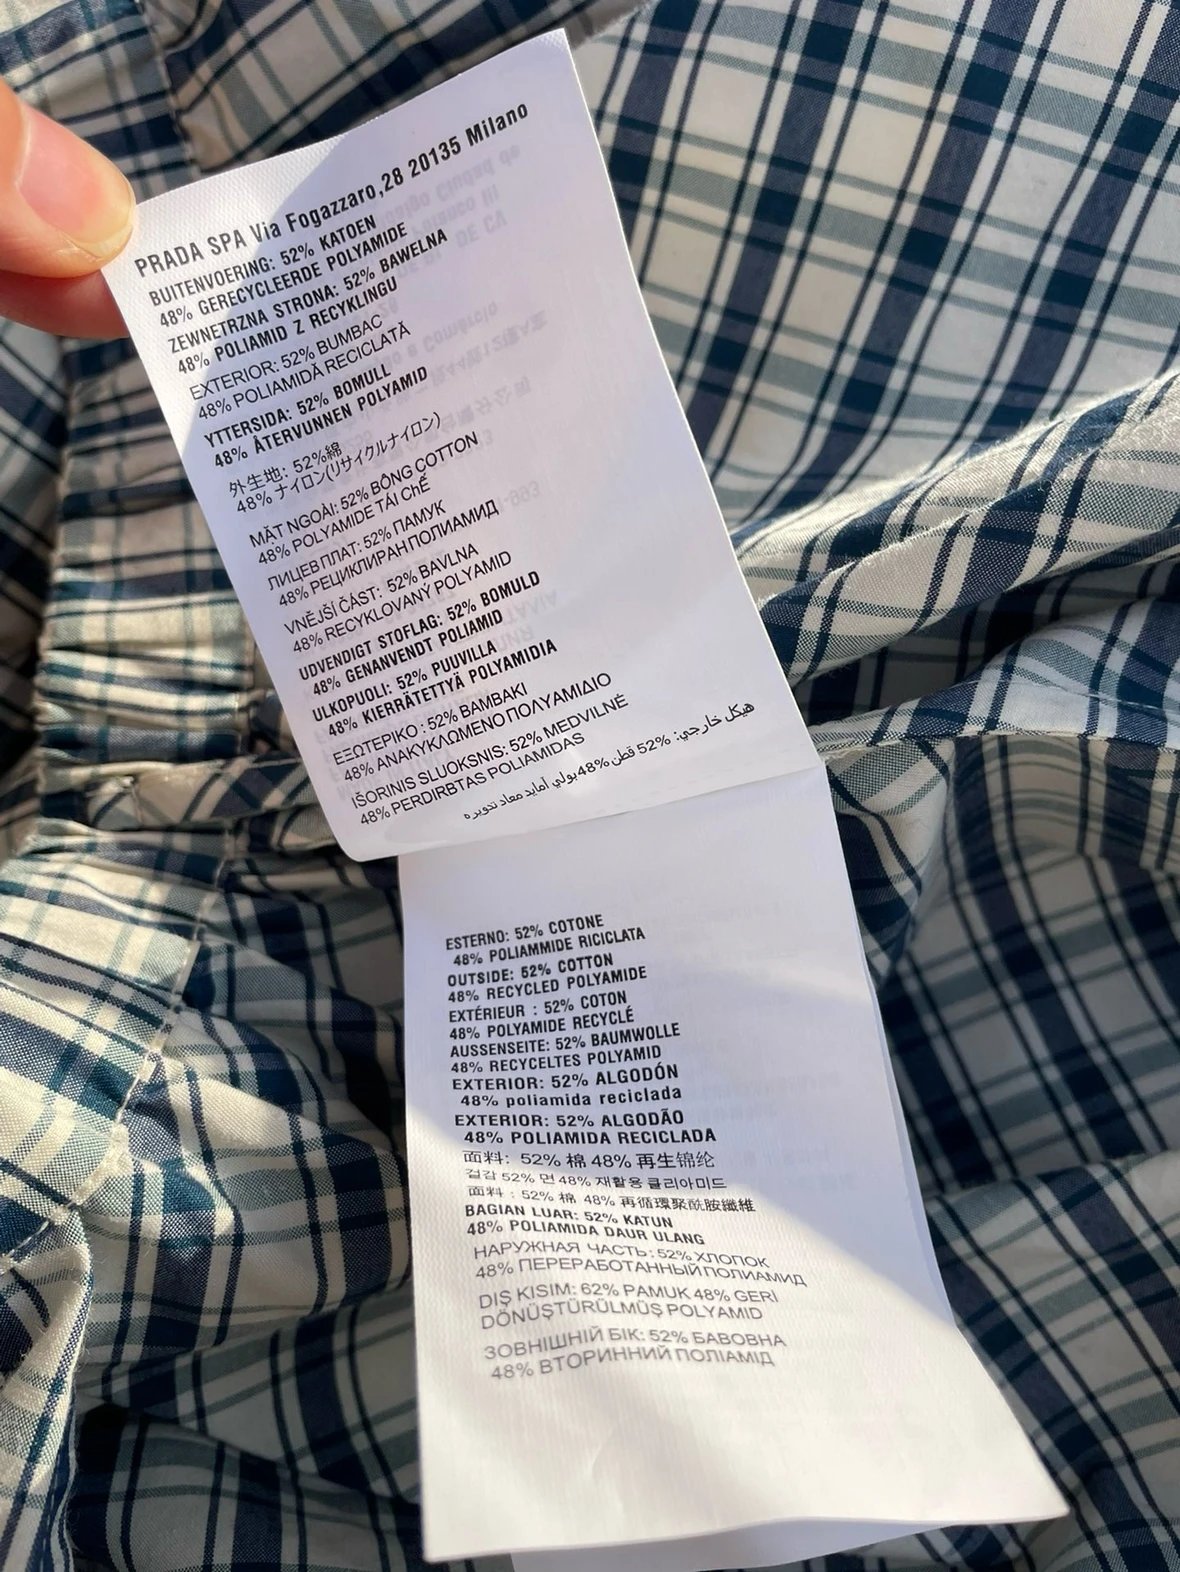 PRADA SPA Via Fogazzaro,28 20135 Milano
BUITENVOERING: 52% KATOEN
48% GERECYCLEERDE POLYAMIDE
ZEWNETRZNA STRONA: 52% BAWELNA
48% POLIAMID Z RECYKLINGU
EXTERIOR: 52% BUMBAC
48% POLIAMIDĂ RECICLATĂ
YTTERSIDA: 52% BOMULL
48% ÅTERVUNNEN POLYAMID
外生地: 52%綿
48% ナイロン(リサイクルナイロン)
MẶT NGOÀI: 52% BÔNG COTTON
48% POLYAMIDE TÁI ChẾ
ЛИЦЕВ ПЛАТ: 52% ПАМУК
48% РЕЦИКЛИРАН ПОЛИАМИД
VNĚJŠÍ ČÁST: 52% BAVLNA
48% RECYKLOVANÝ POLYAMID
UDVENDIGT STOFLAG: 52% BOMULD
48% GENANVENDT POLIAMID
ULKOPUOLI: 52% PUUVILLA
48% KIERRÄTETTYÄ POLYAMIDIA
ΕΞΩΤΕΡΙΚΟ : 52% ΒΑΜΒΑΚΙ
48% ΑΝΑΚΥΚΛΩΜΕΝΟ ΠΟΛΥΑΜΙΔΙΟ
IŠORINIS SLUOKSNIS: 52% MEDVILNĖ
48% PERDIRBTAS POLIAMIDAS
هيكل خارجي: 52% قطن 48% بولي أمايد معاد تدويره
ESTERNO: 52% COTONE
48% POLIAMMIDE RICICLATA
OUTSIDE: 52% COTTON
48% RECYCLED POLYAMIDE
EXTÉRIEUR : 52% COTON
48% POLYAMIDE RECYCLÉ
AUSSENSEITE: 52% BAUMWOLLE
48% RECYCELTES POLYAMID
EXTERIOR: 52% ALGODÓN
48% poliamida reciclada
EXTERIOR: 52% ALGODÃO
48% POLIAMIDA RECICLADA
面料: 52% 棉 48% 再生锦纶
겉감 52% 면 48% 재활용 클리아미드
面料 : 52% 棉 48% 再循環聚酰胺纖維
BAGIAN LUAR: 52% KATUN
48% POLIAMIDA DAUR ULANG
НАРУЖНАЯ ЧАСТЬ: 52% ХЛОПОК
48% ПЕРЕРАБОТАННЫЙ ПОЛИАМИД
DIŞ KISIM: 62% PAMUK 48% GERİ
DÖNÜŞTÜRÜLMÜŞ POLYAMID
ЗОВНІШНІЙ БІК: 52% БАВОВНА
48% ВТОРИННИЙ ПОЛІАМІД